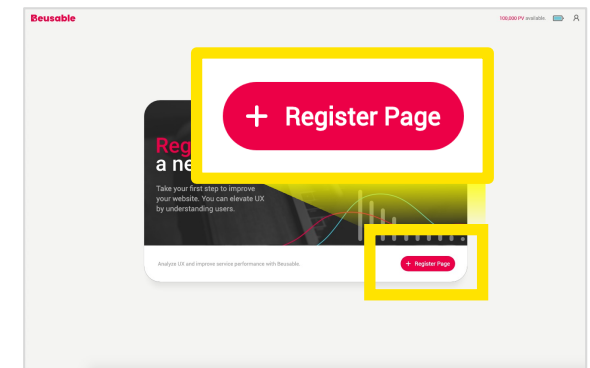 Beusable
100,000 PV available.
+ Register Page
Reg
a ne
Take your first step to improve
your website. You can elevate UX
by understanding users.
Analyze UX and improve service performance with Beusable.
+ Register Page